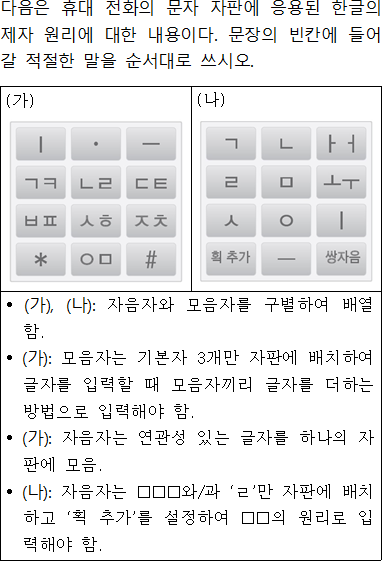 다음은 휴대 전화의 문자 자판에 응용된 한글의
제자 원리에 대한 내용이다. 문장의 빈칸에 들어
갈 적절한 말을 순서대로 쓰시오.
(가)
ㅣ · ㅡ
ㄱㅋ ㄴㄹ ㄷㅌ
ㅂㅍ ㅅㅎ ㅈㅊ
* ㅇㅁ #
(나)
ㄱ ㄴ ㅏㅓ
ㄹ ㅁ ㅗㅜ
ㅅ ㅇ ㅣ
획 추가 ㅡ 쌍자음
• (가), (나): 자음자와 모음자를 구별하여 배열
함.
• (가): 모음자는 기본자 3개만 자판에 배치하여
글자를 입력할 때 모음자끼리 글자를 더하는
방법으로 입력해야 함.
• (가): 자음자는 연관성 있는 글자를 하나의 자
판에 모음.
• (나): 자음자는 □□□와/과 ‘ㄹ’만 자판에 배치
하고 ‘획 추가’를 설정하여 □□의 원리로 입
력해야 함.